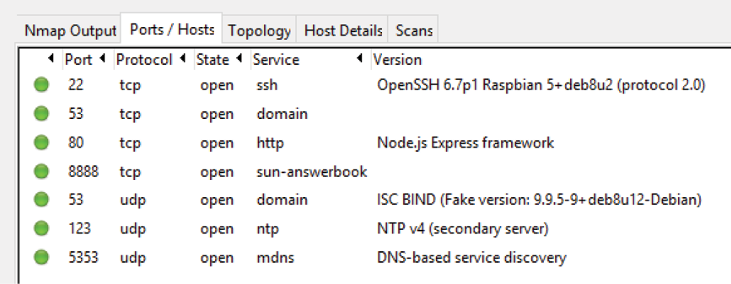 Nmap Output Ports / Hosts Topology Host Details Scans
Port Protocol State Service Version
22 tcp open ssh OpenSSH 6.7p1 Raspbian 5+deb8u2 (protocol 2.0)
53 tcp open domain
80 tcp open http Node.js Express framework
8888 tcp open sun-answerbook
53 udp open domain ISC BIND (Fake version: 9.9.5-9+deb8u12-Debian)
123 udp open ntp NTP v4 (secondary server)
5353 udp open mdns DNS-based service discovery